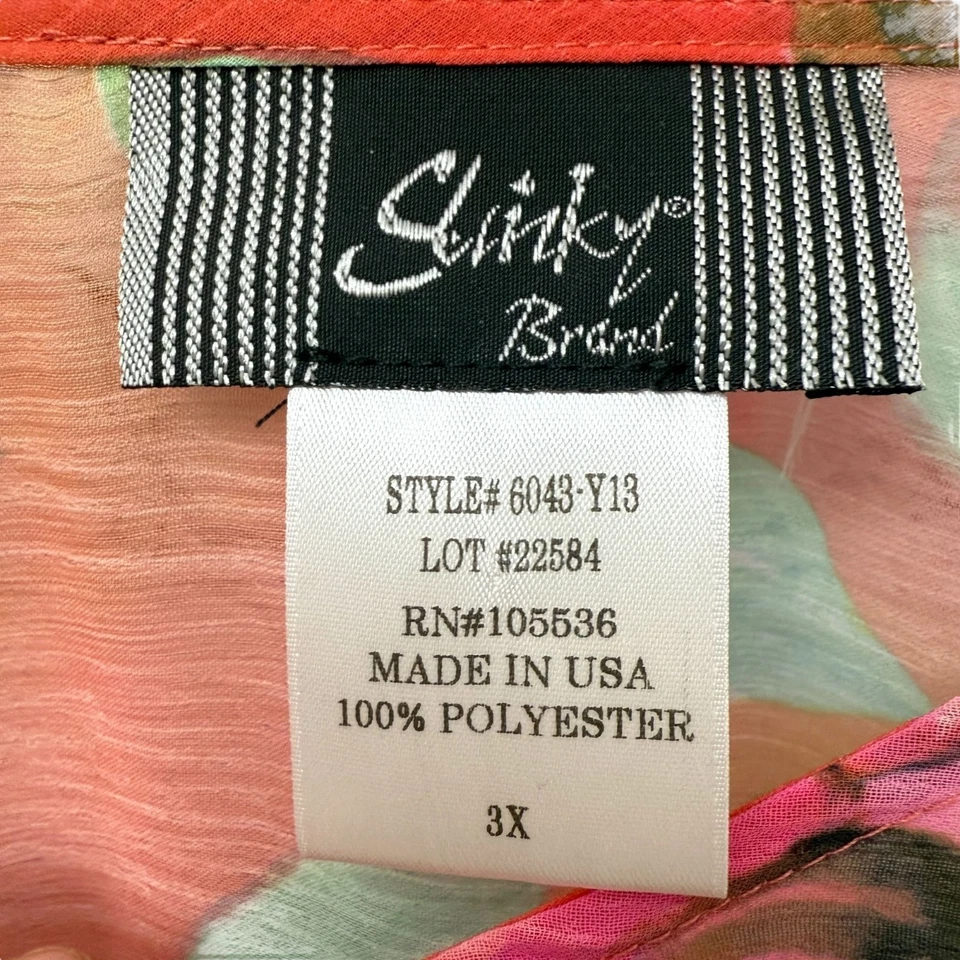 Slinky®
Brand
STYLE# 6043-Y13
LOT #22584
RN#105536
MADE IN USA
100% POLYESTER
3X